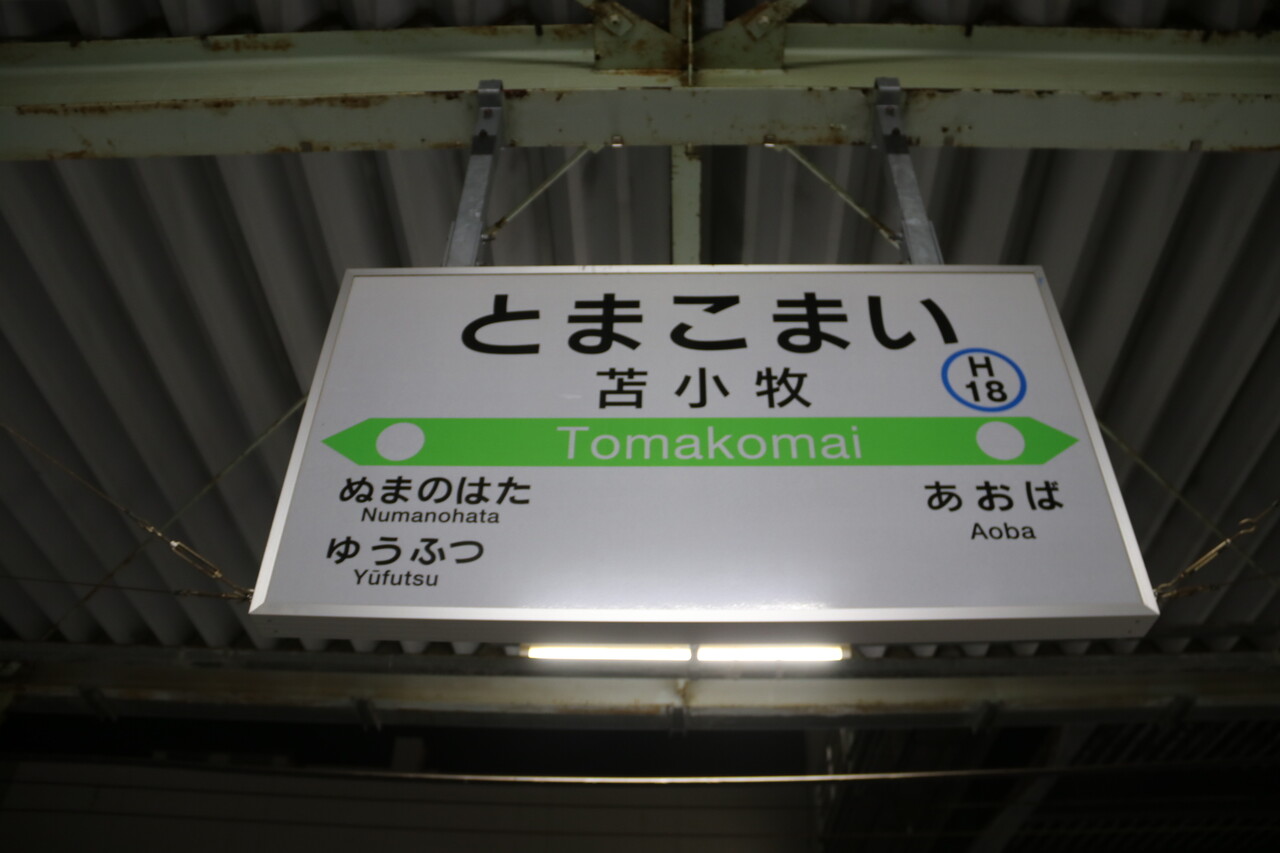 とまこまい
苫小牧
H
18
Tomakomai
ぬまのはた
Numanohata
ゆうふつ
Yūfutsu
あおば
Aoba